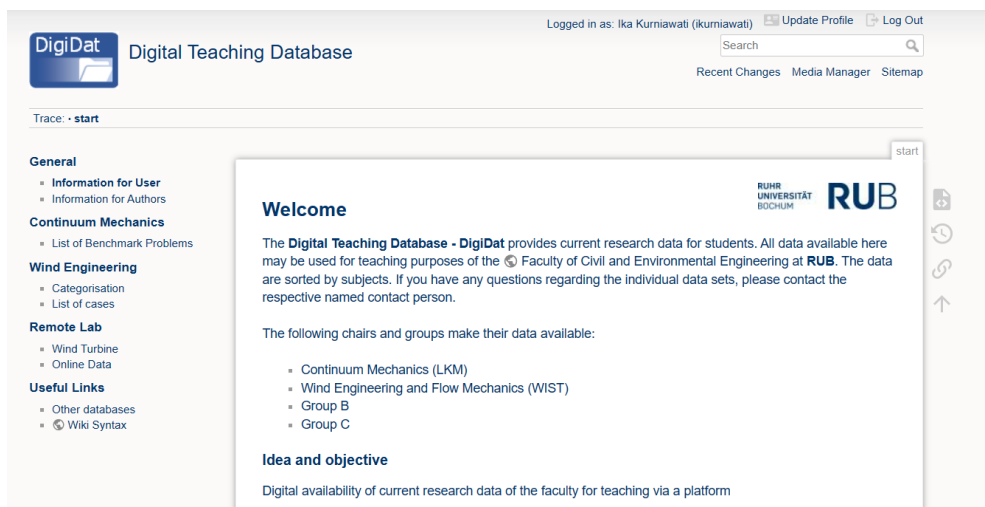 Logged in as: Ika Kurniawati (ikurniawati) Update Profile Log Out
DigiDat
Digital Teaching Database
Search
Recent Changes Media Manager Sitemap
Trace: • start
start
General
Information for User
Information for Authors
Continuum Mechanics
List of Benchmark Problems
Wind Engineering
Categorisation
List of cases
Remote Lab
Wind Turbine
Online Data
Useful Links
Other databases
Wiki Syntax
RUHR
UNIVERSITÄT
BOCHUM
RUB
Welcome
The Digital Teaching Database - DigiDat provides current research data for students. All data available here
may be used for teaching purposes of the Faculty of Civil and Environmental Engineering at RUB. The data
are sorted by subjects. If you have any questions regarding the individual data sets, please contact the
respective named contact person.
The following chairs and groups make their data available:
Continuum Mechanics (LKM)
Wind Engineering and Flow Mechanics (WIST)
Group B
Group C
Idea and objective
Digital availability of current research data of the faculty for teaching via a platform